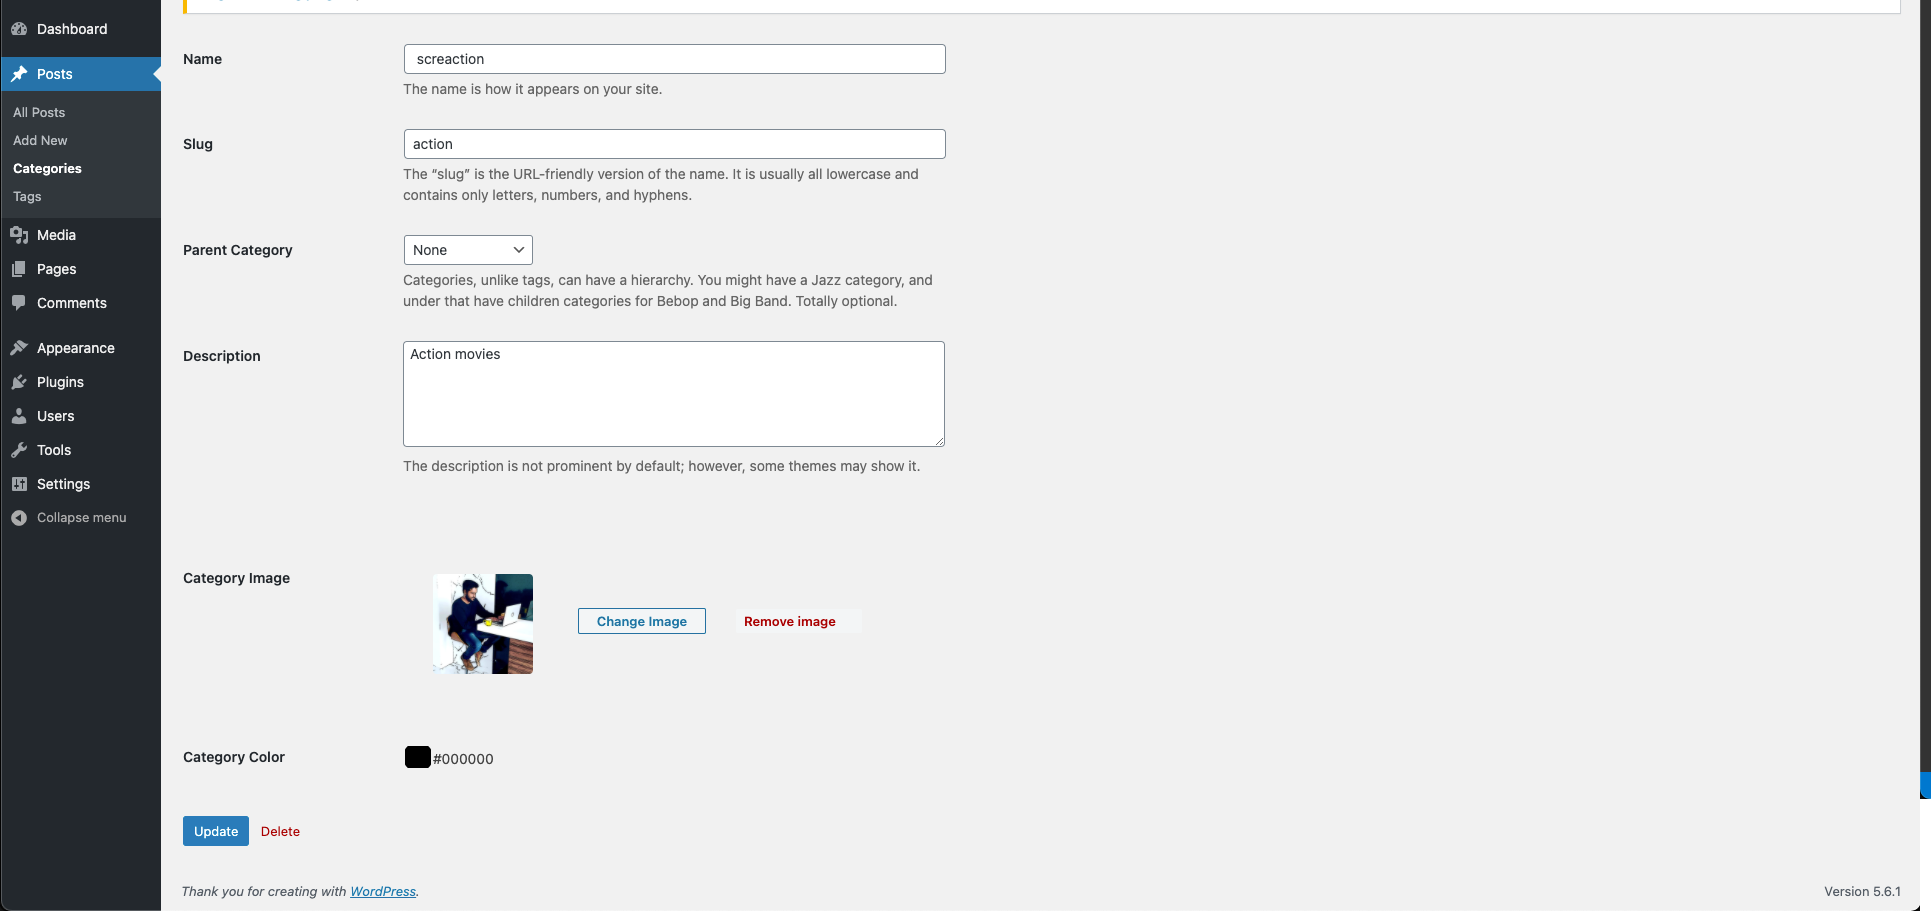 Dashboard
Posts
All Posts
Add New
Categories
Tags
Media
Pages
Comments
Appearance
Plugins
Users
Tools
Settings
Collapse menu
Name
screaction
The name is how it appears on your site.
Slug
action
The “slug” is the URL-friendly version of the name. It is usually all lowercase and
contains only letters, numbers, and hyphens.
Parent Category
None
Categories, unlike tags, can have a hierarchy. You might have a Jazz category, and
under that have children categories for Bebop and Big Band. Totally optional.
Description
Action movies
The description is not prominent by default; however, some themes may show it.
Category Image
Change Image
Remove image
Category Color
#000000
Update
Delete
Thank you for creating with WordPress.
Version 5.6.1